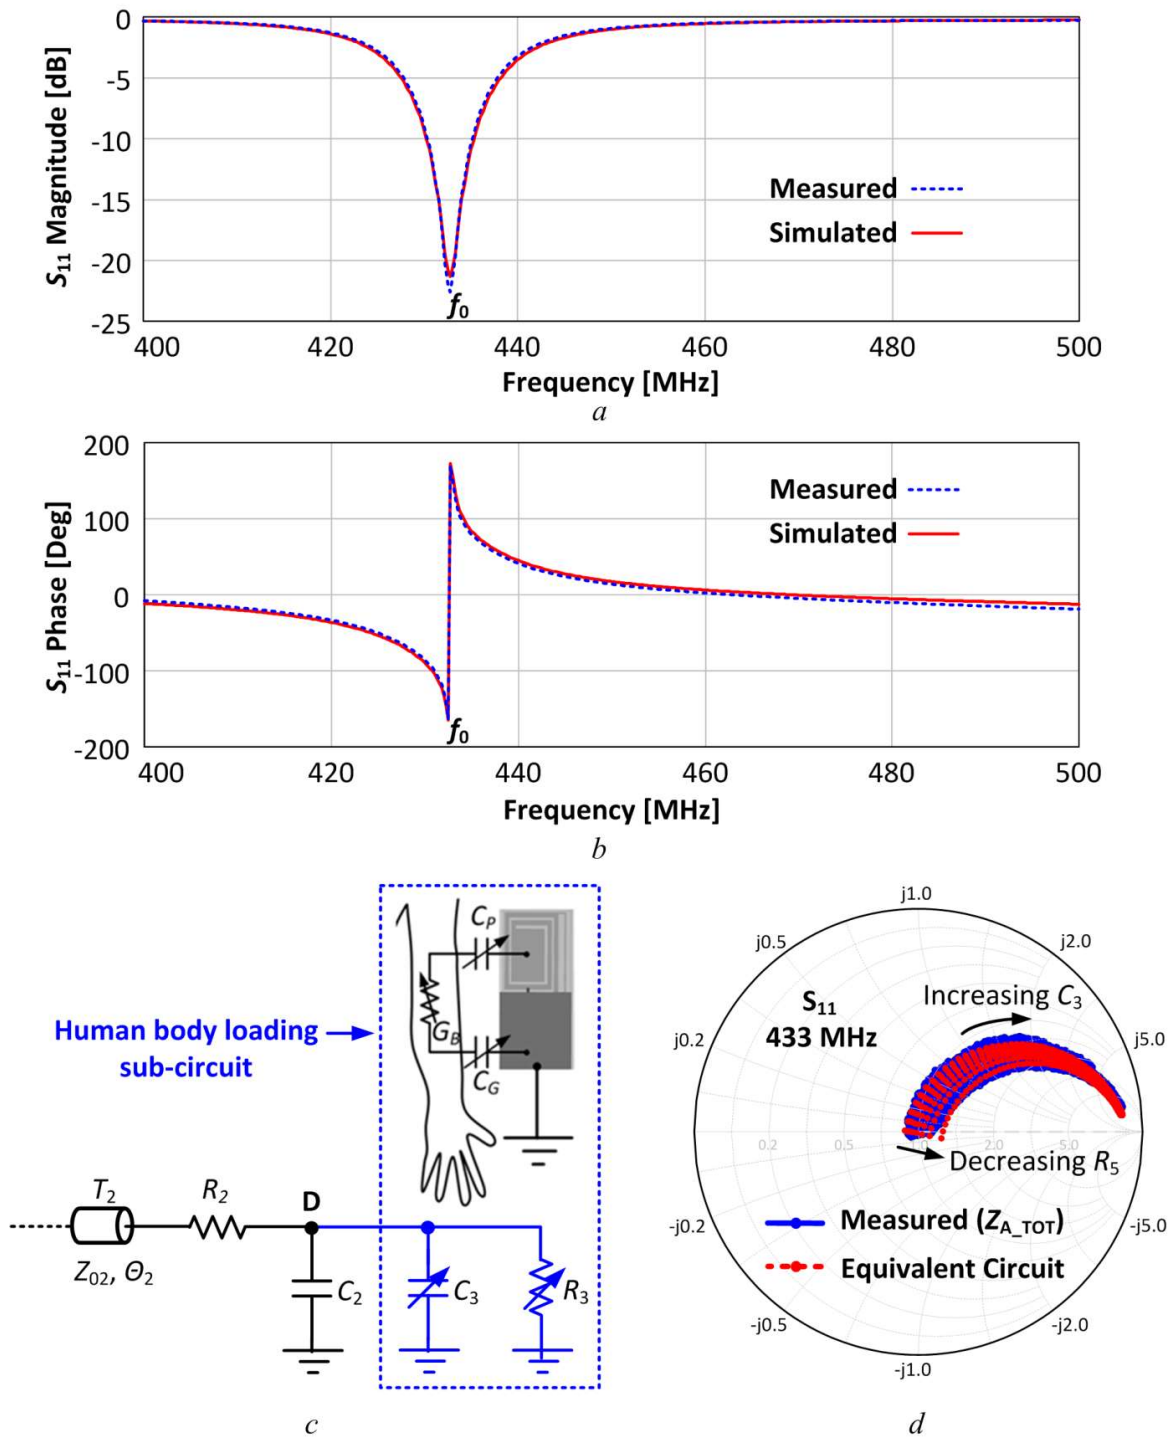 0
-5
-10
-15
-20
-25
S11 Magnitude [dB]
Measured
Simulated
f0
400 420 440 460 480 500
Frequency [MHz]
a
200
100
0
-100
-200
S11 Phase [Deg]
Measured
Simulated
f0
400 420 440 460 480 500
Frequency [MHz]
b
Human body loading
sub-circuit
CP
GB
CG
T2
R2
D
Z02, Θ2
C2
C3
R3
c
j1.0
j0.5
j2.0
S11
433 MHz
Increasing C3
j0.2
j5.0
0.2 0.5 1.0 2.0 5.0
Decreasing R5
-j0.2
-j5.0
Measured (ZA_TOT)
Equivalent Circuit
-j0.5
-j2.0
-j1.0
d